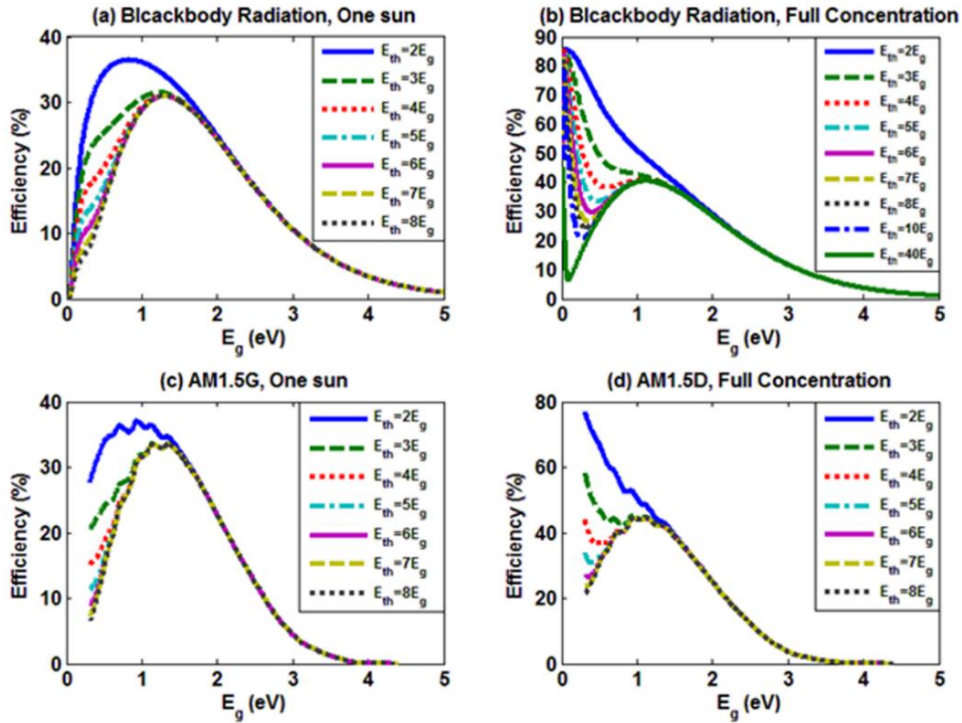 (a) Blcackbody Radiation, One sun
40
30
20
10
0
Efficiency (%)
0 1 2 3 4 5
E_g (eV)
E_th=2E_g
E_th=3E_g
E_th=4E_g
E_th=5E_g
E_th=6E_g
E_th=7E_g
E_th=8E_g
(b) Blcackbody Radiation, Full Concentration
90
80
70
60
50
40
30
20
10
0
Efficiency (%)
0 1 2 3 4 5
E_g (eV)
E_th=2E_g
E_th=3E_g
E_th=4E_g
E_th=5E_g
E_th=6E_g
E_th=7E_g
E_th=8E_g
E_th=10E_g
E_th=40E_g
(c) AM1.5G, One sun
40
30
20
10
0
Efficiency (%)
0 1 2 3 4 5
E_g (eV)
E_th=2E_g
E_th=3E_g
E_th=4E_g
E_th=5E_g
E_th=6E_g
E_th=7E_g
E_th=8E_g
(d) AM1.5D, Full Concentration
80
60
40
20
0
Efficiency (%)
0 1 2 3 4 5
E_g (eV)
E_th=2E_g
E_th=3E_g
E_th=4E_g
E_th=5E_g
E_th=6E_g
E_th=7E_g
E_th=8E_g